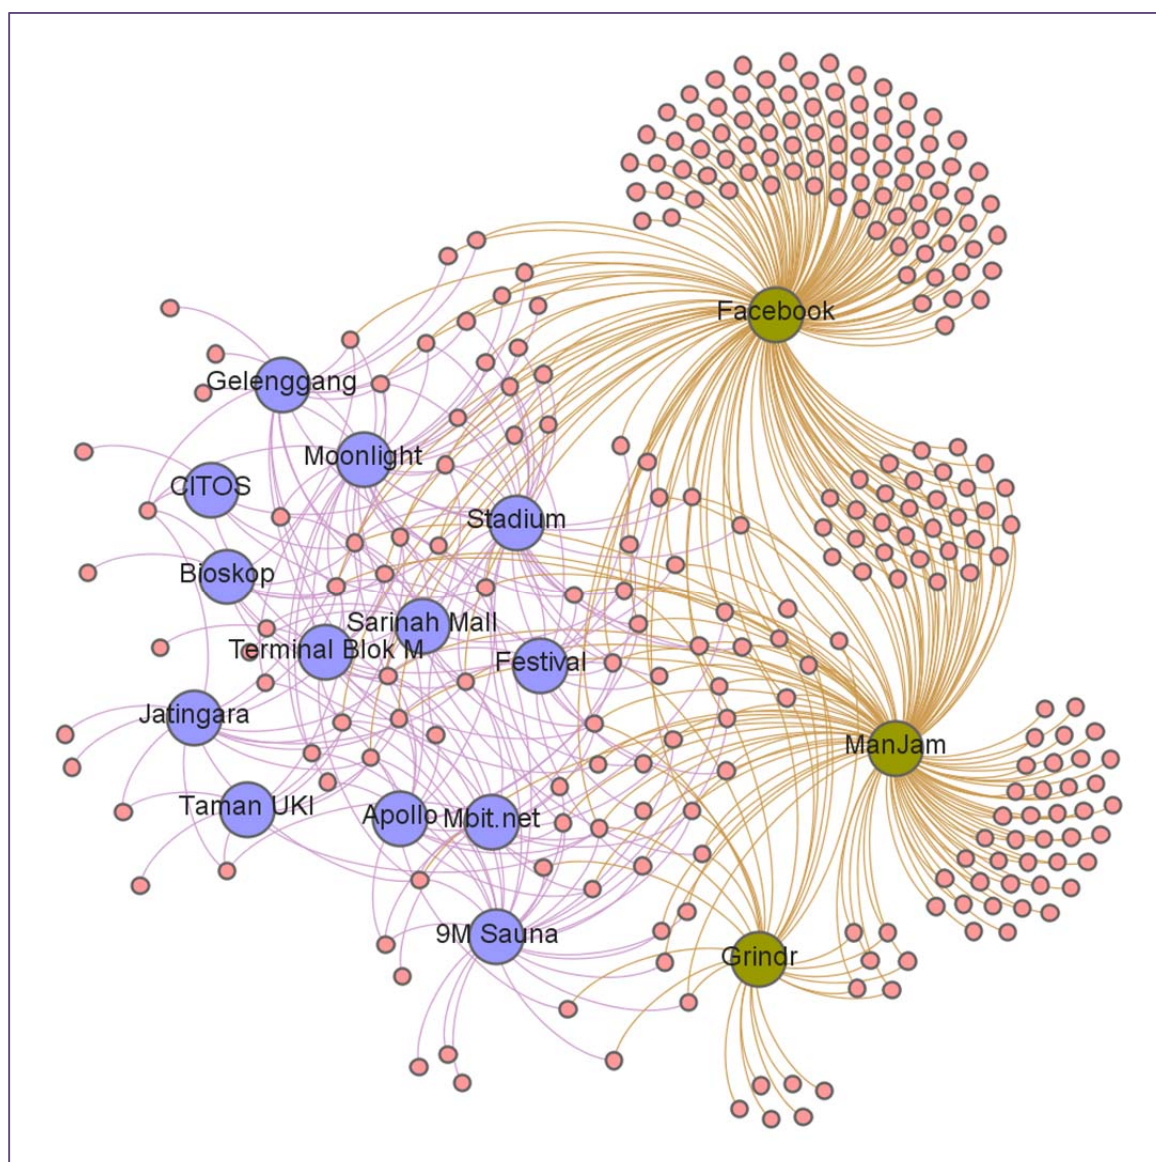 Facebook
Gelenggang
Moonlight
CITOS
Stadium
Bioskop
Sarinah Mall
Terminal Blok M
Festival
Jatingara
ManJam
Taman UKI
Apollo
Mbit.net
9M Sauna
Grindr